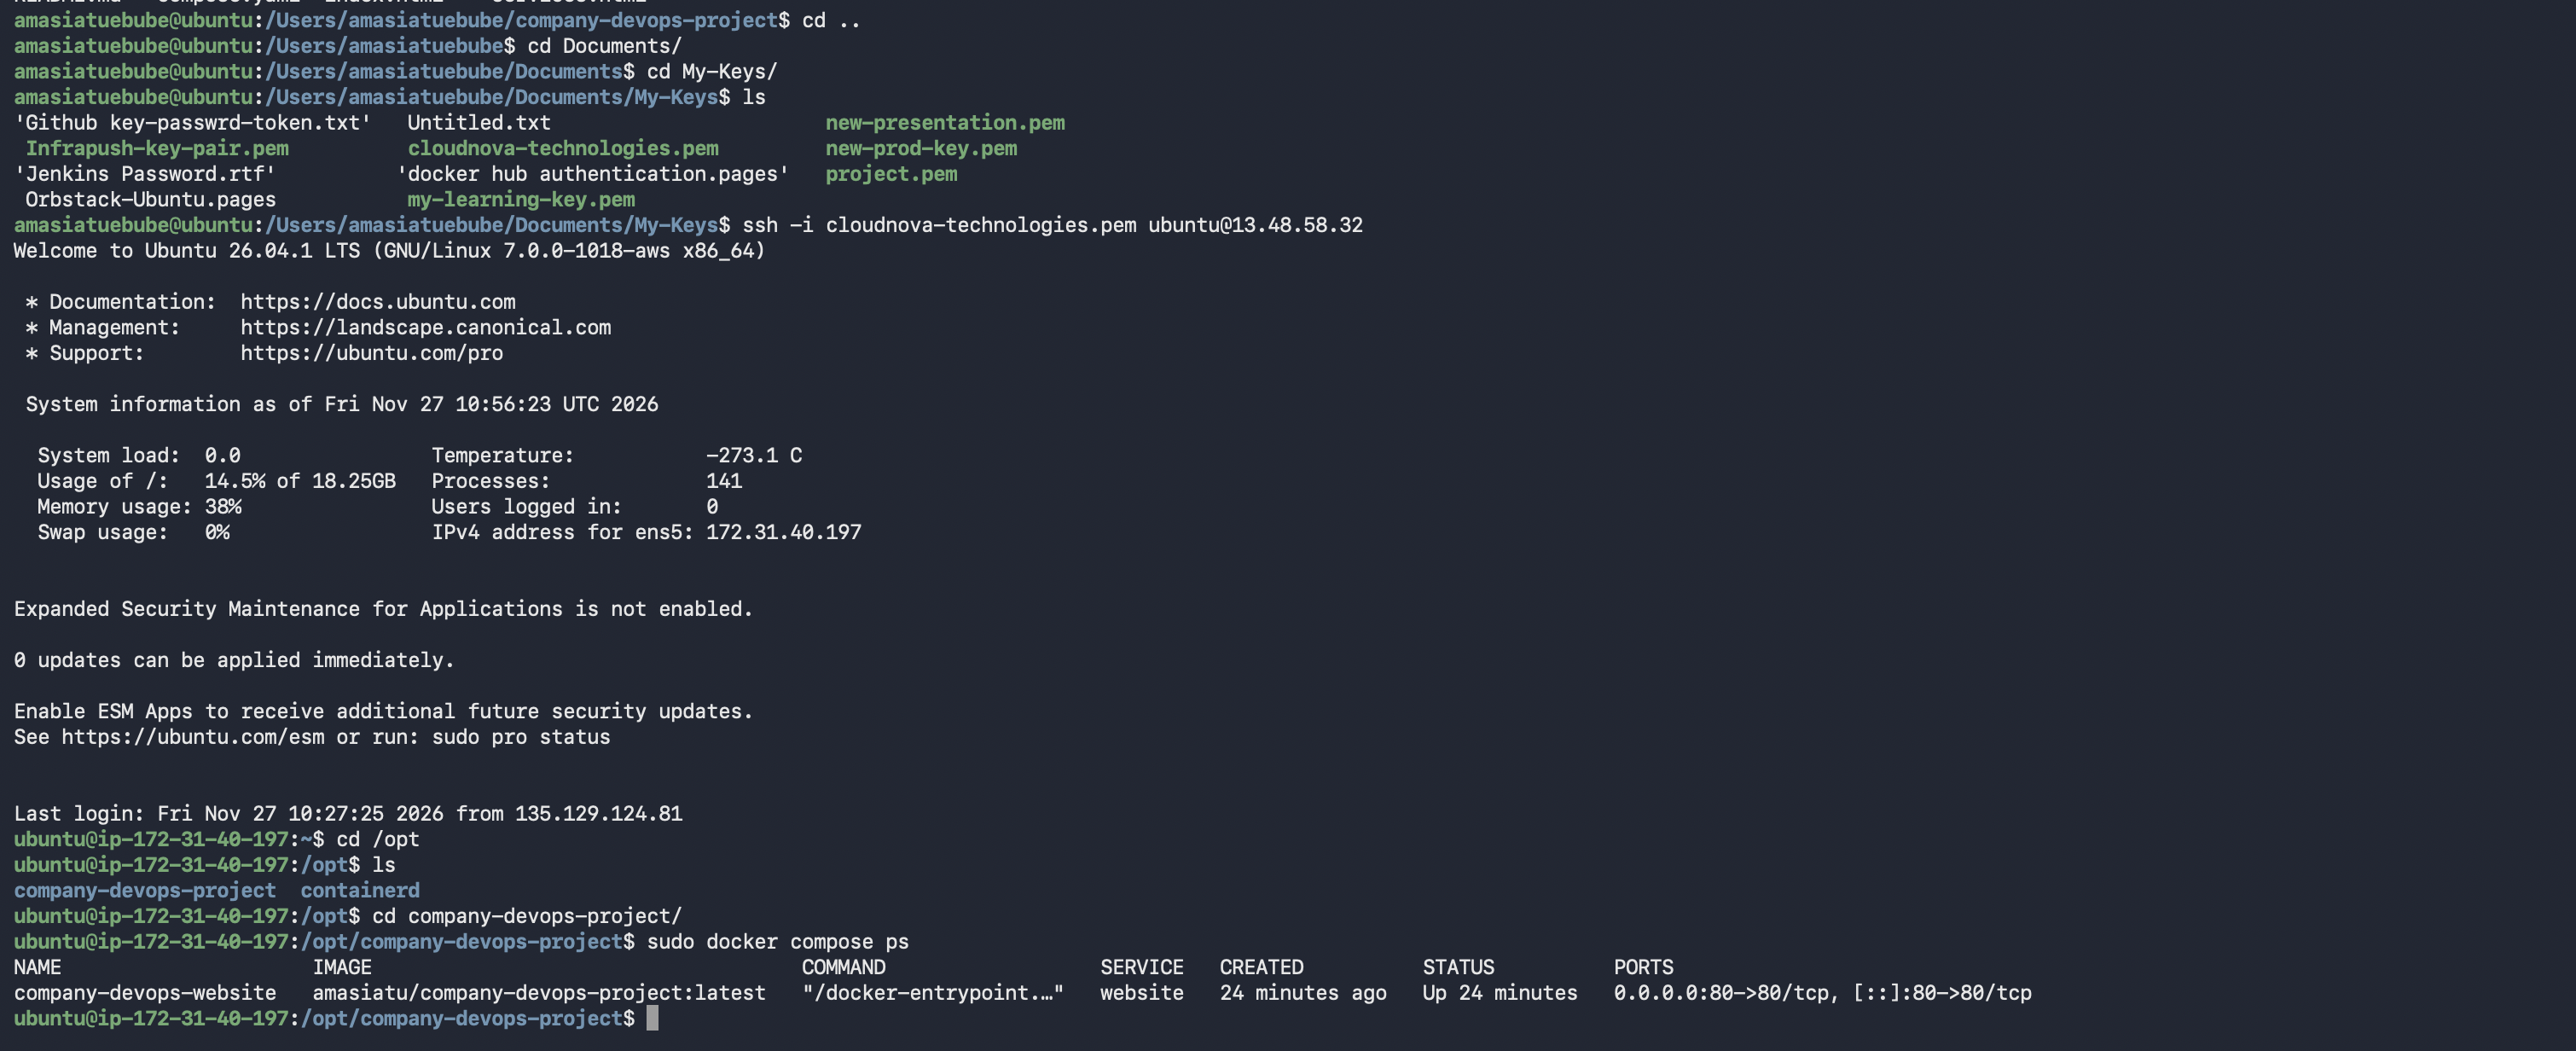 README.md   compose.yaml  index.html    services.html
amasiatuebube@ubuntu:/Users/amasiatuebube/company-devops-project$ cd ..
amasiatuebube@ubuntu:/Users/amasiatuebube$ cd Documents/
amasiatuebube@ubuntu:/Users/amasiatuebube/Documents$ cd My-Keys/
amasiatuebube@ubuntu:/Users/amasiatuebube/Documents/My-Keys$ ls
'Github key-passwrd-token.txt'   Untitled.txt                       new-presentation.pem
 Infrapush-key-pair.pem          cloudnova-technologies.pem         new-prod-key.pem
'Jenkins Password.rtf'          'docker hub authentication.pages'   project.pem
 Orbstack-Ubuntu.pages           my-learning-key.pem
amasiatuebube@ubuntu:/Users/amasiatuebube/Documents/My-Keys$ ssh -i cloudnova-technologies.pem ubuntu@13.48.58.32
Welcome to Ubuntu 26.04.1 LTS (GNU/Linux 7.0.0-1018-aws x86_64)
 * Documentation:  https://docs.ubuntu.com
 * Management:     https://landscape.canonical.com
 * Support:        https://ubuntu.com/pro
 System information as of Fri Nov 27 10:56:23 UTC 2026
  System load:  0.0                Temperature:           -273.1 C
  Usage of /:   14.5% of 18.25GB   Processes:             141
  Memory usage: 38%                Users logged in:       0
  Swap usage:   0%                 IPv4 address for ens5: 172.31.40.197
Expanded Security Maintenance for Applications is not enabled.
0 updates can be applied immediately.
Enable ESM Apps to receive additional future security updates.
See https://ubuntu.com/esm or run: sudo pro status
Last login: Fri Nov 27 10:27:25 2026 from 135.129.124.81
ubuntu@ip-172-31-40-197:~$ cd /opt
ubuntu@ip-172-31-40-197:/opt$ ls
company-devops-project  containerd
ubuntu@ip-172-31-40-197:/opt$ cd company-devops-project/
ubuntu@ip-172-31-40-197:/opt/company-devops-project$ sudo docker compose ps
NAME                     IMAGE                                    COMMAND                  SERVICE   CREATED          STATUS          PORTS
company-devops-website   amasiatu/company-devops-project:latest   "/docker-entrypoint.…"   website   24 minutes ago   Up 24 minutes   0.0.0.0:80->80/tcp, [::]:80->80/tcp
ubuntu@ip-172-31-40-197:/opt/company-devops-project$